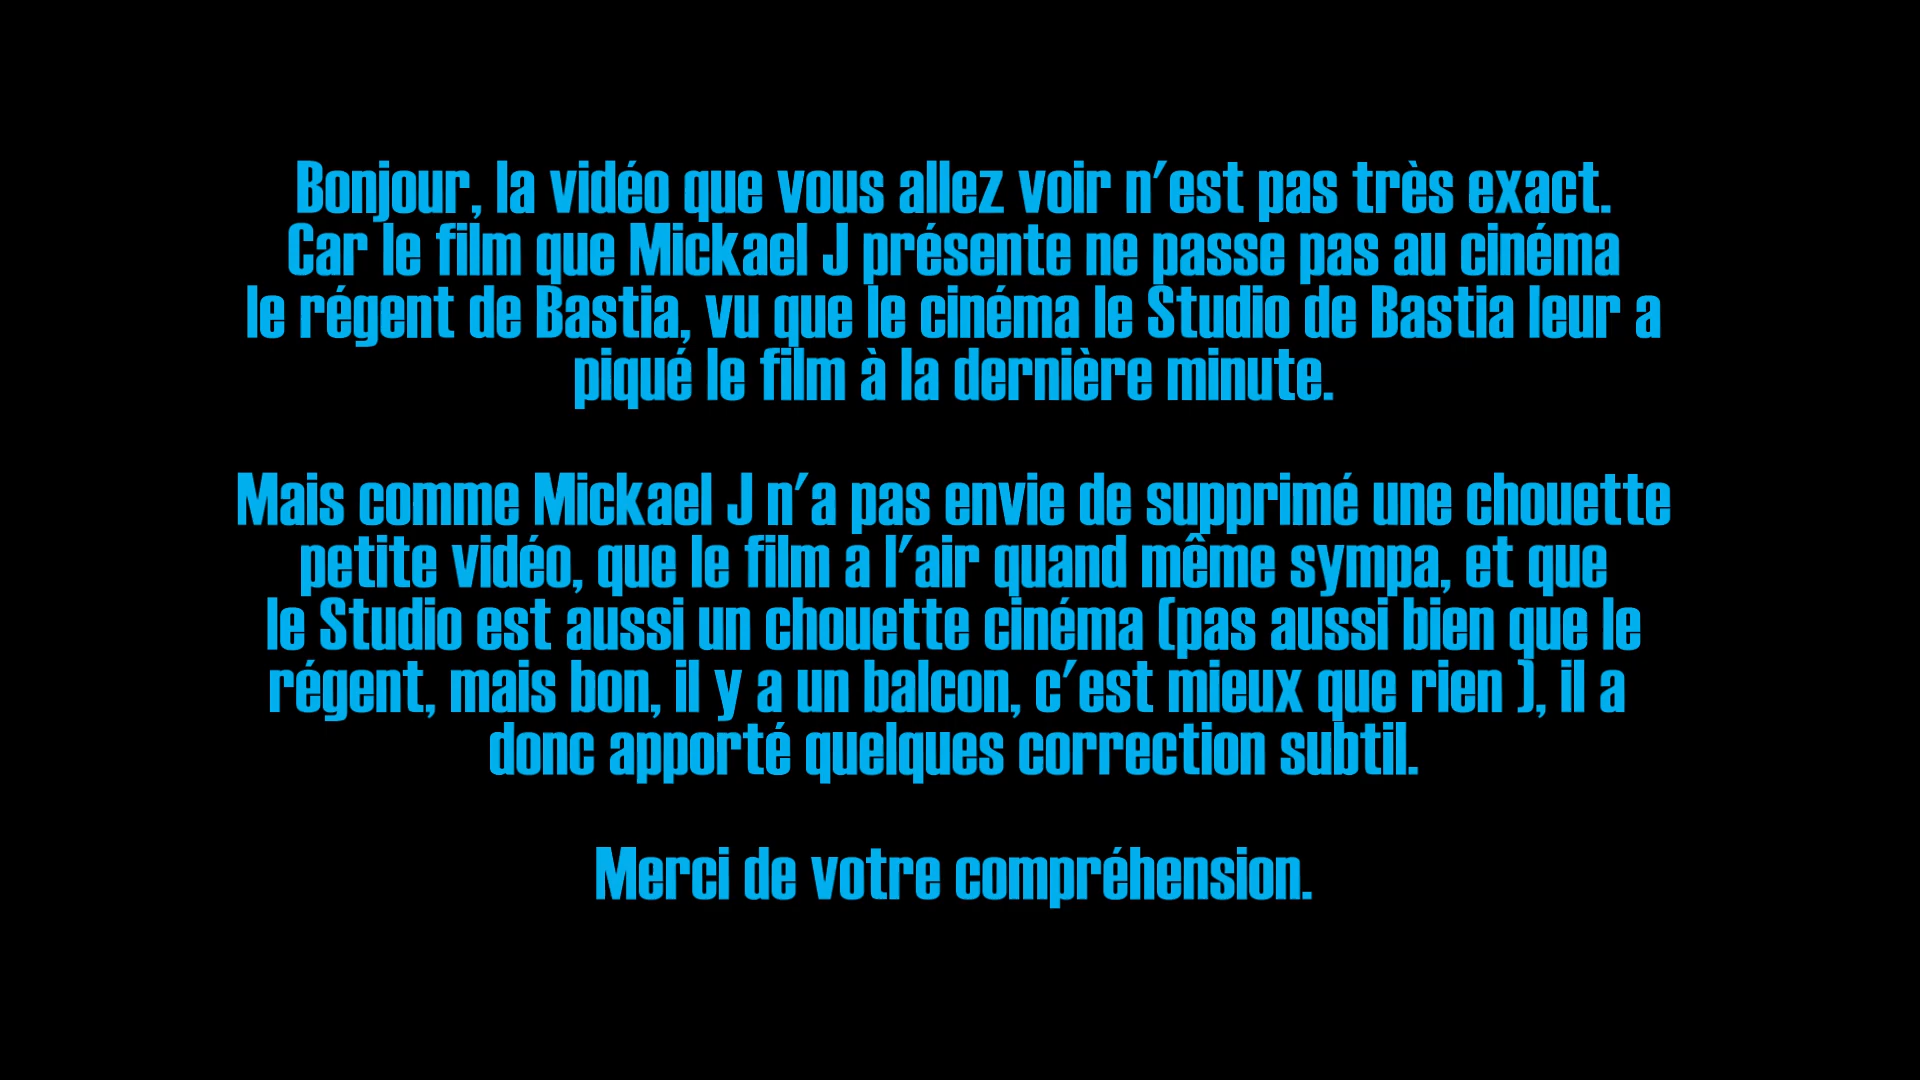 Bonjour, la vidéo que vous allez voir n'est pas très exact.
Car le film que Mickael J présente ne passe pas au cinéma
le régent de Bastia, vu que le cinéma le Studio de Bastia leur a
piqué le film à la dernière minute.
Mais comme Mickael J n'a pas envie de supprimé une chouette
petite vidéo, que le film a l'air quand même sympa, et que
le Studio est aussi un chouette cinéma (pas aussi bien que le
régent, mais bon, il y a un balcon, c'est mieux que rien ), il a
donc apporté quelques correction subtil.
Merci de votre compréhension.